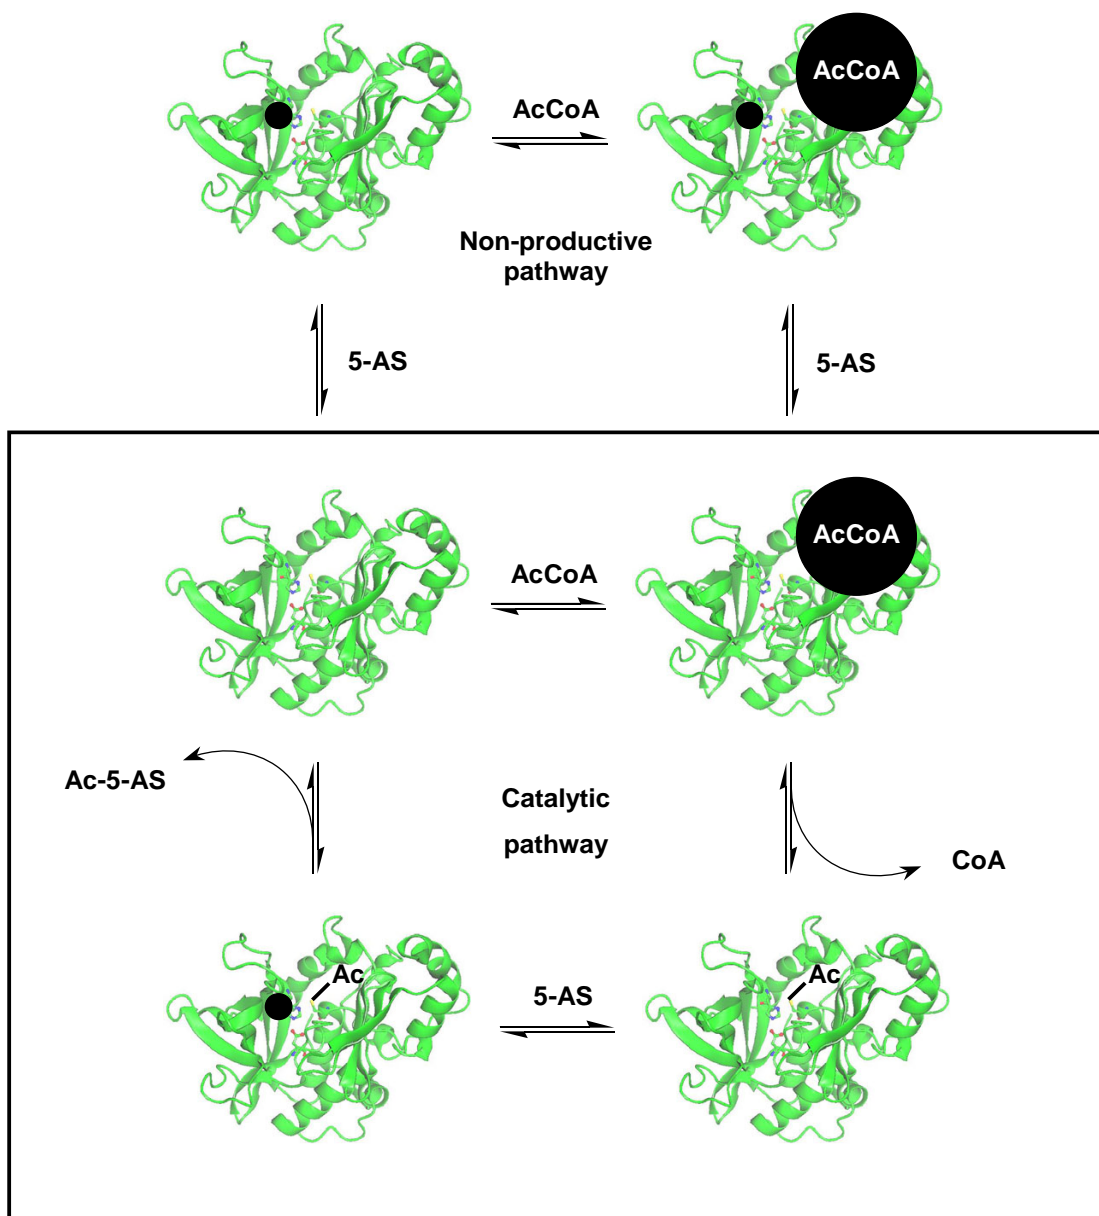 AcCoA
AcCoA
Non-productive
pathway
5-AS
5-AS
AcCoA
AcCoA
Ac-5-AS
Catalytic
pathway
CoA
Ac
5-AS
Ac